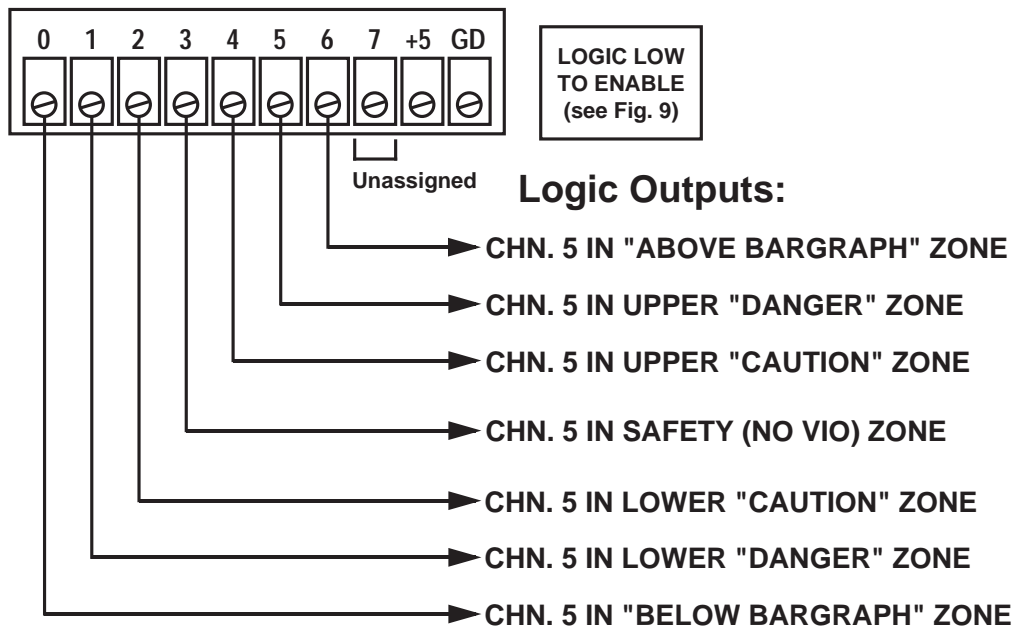 0 1 2 3 4 5 6 7 +5 GD
LOGIC LOW
TO ENABLE
(see Fig. 9)
Unassigned
Logic Outputs:
CHN. 5 IN "ABOVE BARGRAPH" ZONE
CHN. 5 IN UPPER "DANGER" ZONE
CHN. 5 IN UPPER "CAUTION" ZONE
CHN. 5 IN SAFETY (NO VIO) ZONE
CHN. 5 IN LOWER "CAUTION" ZONE
CHN. 5 IN LOWER "DANGER" ZONE
CHN. 5 IN "BELOW BARGRAPH" ZONE